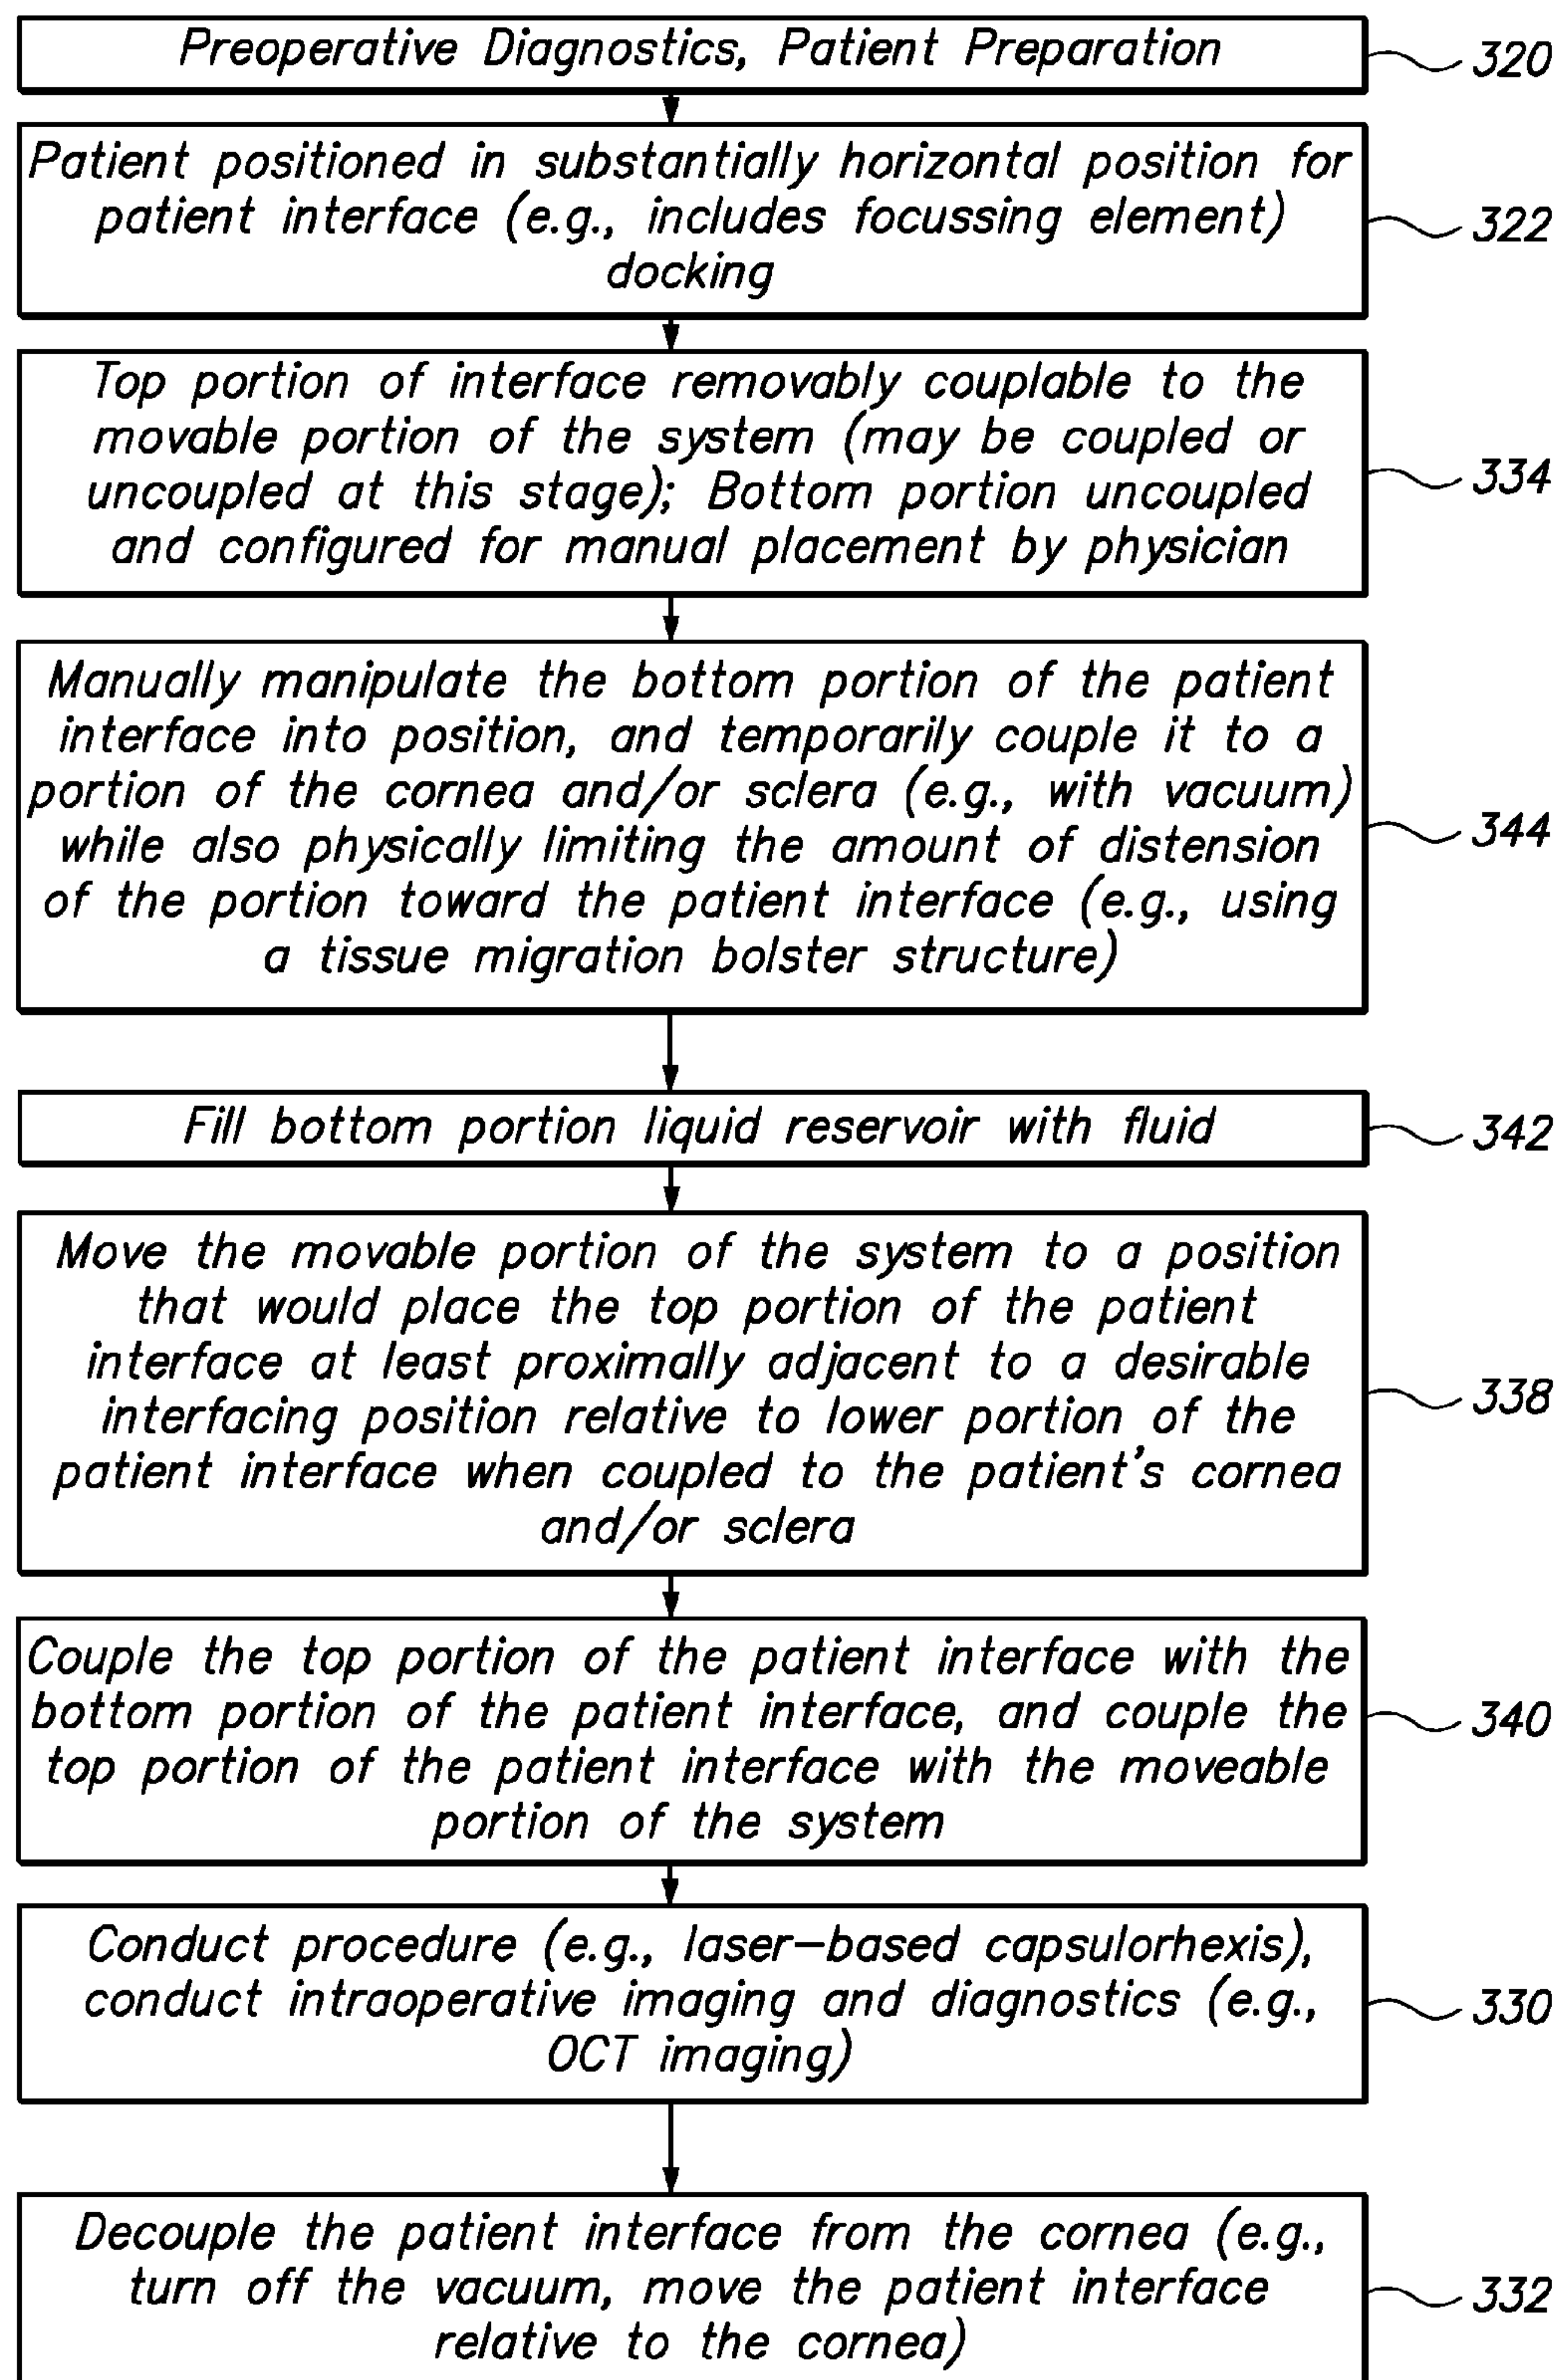 Preoperative Diagnostics, Patient Preparation
320
Patient positioned in substantially horizontal position for
patient interface (e.g., includes focussing element)
docking
322
Top portion of interface removably couplable to the
movable portion of the system (may be coupled or
uncoupled at this stage); Bottom portion uncoupled
and configured for manual placement by physician
334
Manually manipulate the bottom portion of the patient
interface into position, and temporarily couple it to a
portion of the cornea and/or sclera (e.g., with vacuum)
while also physically limiting the amount of distension
of the portion toward the patient interface (e.g., using
a tissue migration bolster structure)
344
Fill bottom portion liquid reservoir with fluid
342
Move the movable portion of the system to a position
that would place the top portion of the patient
interface at least proximally adjacent to a desirable
interfacing position relative to lower portion of the
patient interface when coupled to the patient's cornea
and/or sclera
338
Couple the top portion of the patient interface with the
bottom portion of the patient interface, and couple the
top portion of the patient interface with the moveable
portion of the system
340
Conduct procedure (e.g., laser-based capsulorhexis),
conduct intraoperative imaging and diagnostics (e.g.,
OCT imaging)
330
Decouple the patient interface from the cornea (e.g.,
turn off the vacuum, move the patient interface
relative to the cornea)
332